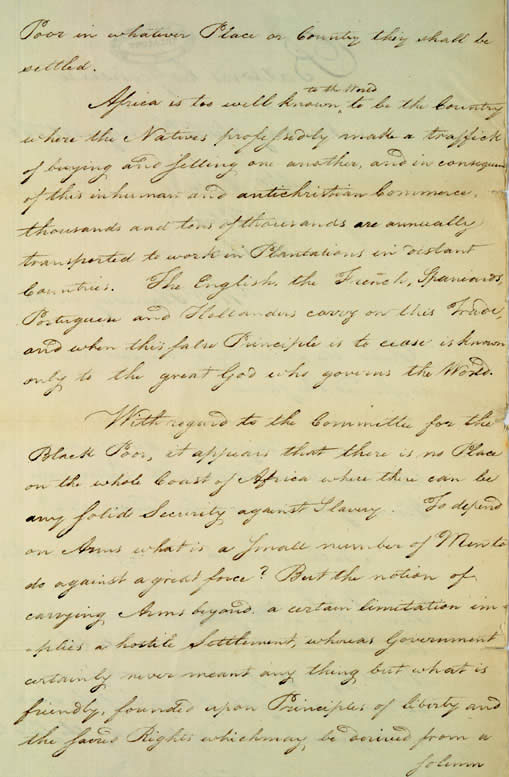 Poor in whatever Place or Country they shall be
settled.
to the World
Africa is too well known, to be the Country
where the Natives professedly make a traffick
of buying and selling one another, and in consequence
of this inhuman and antichristian Commerce,
thousands and tens of thousands are annually
transported to work in Plantations in distant
Countries. The English, the French, Spaniards,
Portuguese and Hollanders carry on this Trade,
and when this false Principle is to cease is known
only to the great God who governs the World.
With regard to the Committee for the
Black Poor, it appears that there is no Place
on the whole Coast of Africa where there can be
any solid Security against Slavery. To depend
on Arms what is a small number of Men to
do against a great force? But the notion of
carrying Arms beyond a certain limitation im
plies a hostile Settlement, whereas Government
certainly never meant any thing but what is
friendly, founded upon Principles of liberty and
the sacred Rights which may be derived from a
solemn